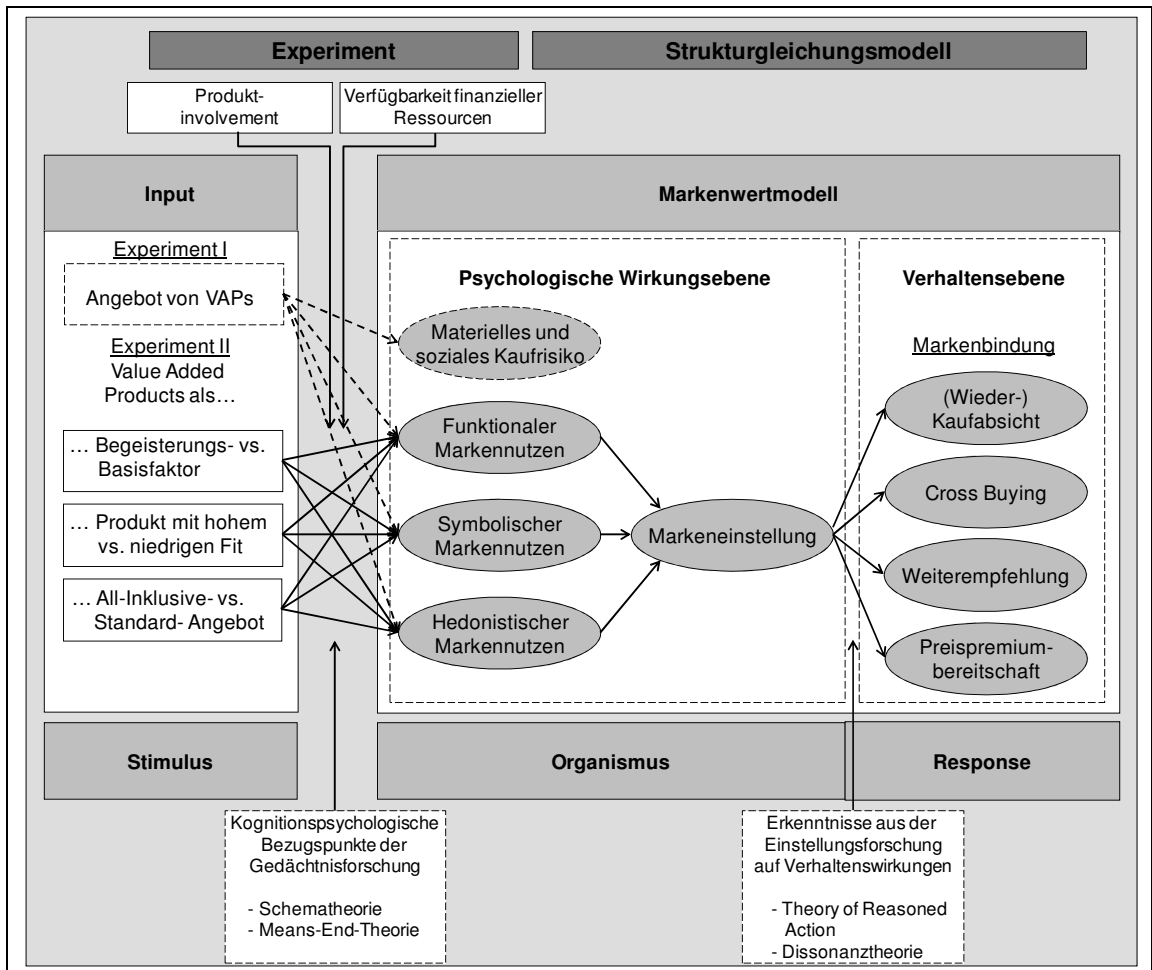 Experiment
Strukturgleichungsmodell
Produkt-
involvement
Verfügbarkeit finanzieller
Ressourcen
Input
Markenwertmodell
Experiment I
Angebot von VAPs
Experiment II
Value Added
Products als…
… Begeisterungs- vs.
Basisfaktor
… Produkt mit hohem
vs. niedrigen Fit
… All-Inklusive- vs.
Standard- Angebot
Psychologische Wirkungsebene
Materielles und
soziales Kaufrisiko
Funktionaler
Markennutzen
Symbolischer
Markennutzen
Hedonistischer
Markennutzen
Markeneinstellung
Verhaltensebene
Markenbindung
(Wieder-)
Kaufabsicht
Cross Buying
Weiterempfehlung
Preispremium-
bereitschaft
Stimulus
Organismus
Response
Kognitionspsychologische
Bezugspunkte der
Gedächtnisforschung
- Schematheorie
- Means-End-Theorie
Erkenntnisse aus der
Einstellungsforschung
auf Verhaltenswirkungen
- Theory of Reasoned
Action
- Dissonanztheorie